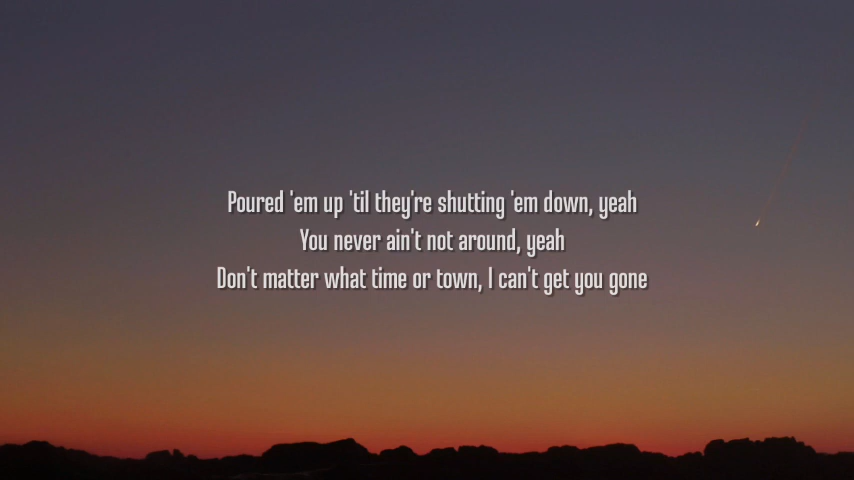 Poured 'em up 'til they're shutting 'em down, yeah
You never ain't not around, yeah
Don't matter what time or town, I can't get you gone